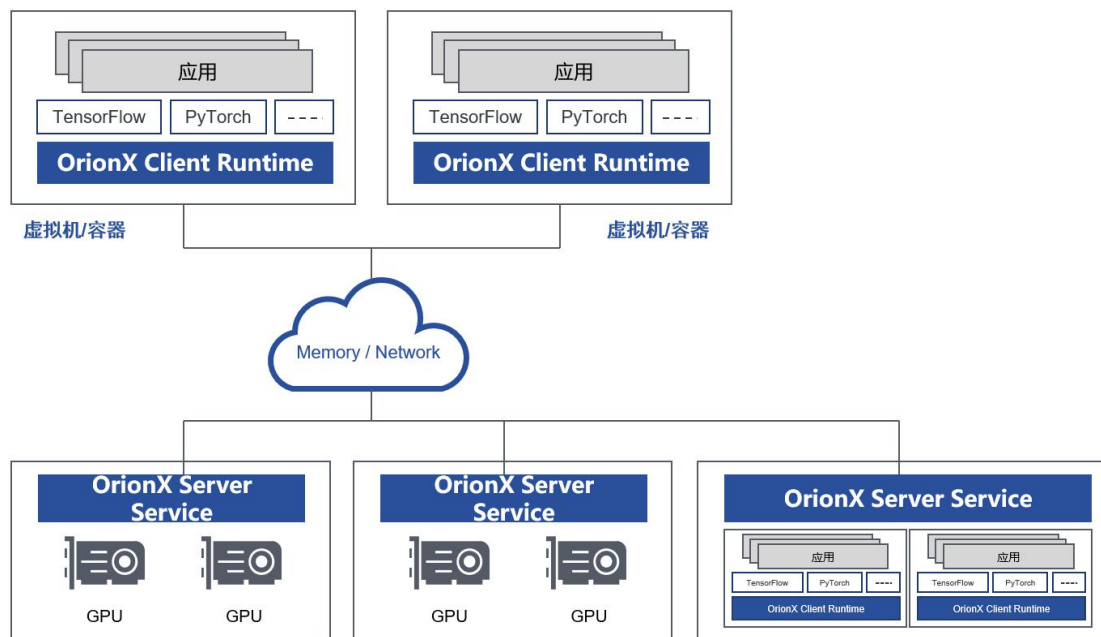 应用
TensorFlow
PyTorch
OrionX Client Runtime
应用
TensorFlow
PyTorch
OrionX Client Runtime
虚拟机/容器
虚拟机/容器
Memory / Network
OrionX Server
Service
GPU
GPU
OrionX Server
Service
GPU
GPU
OrionX Server Service
应用
TensorFlow
PyTorch
OrionX Client Runtime
应用
TensorFlow
PyTorch
OrionX Client Runtime